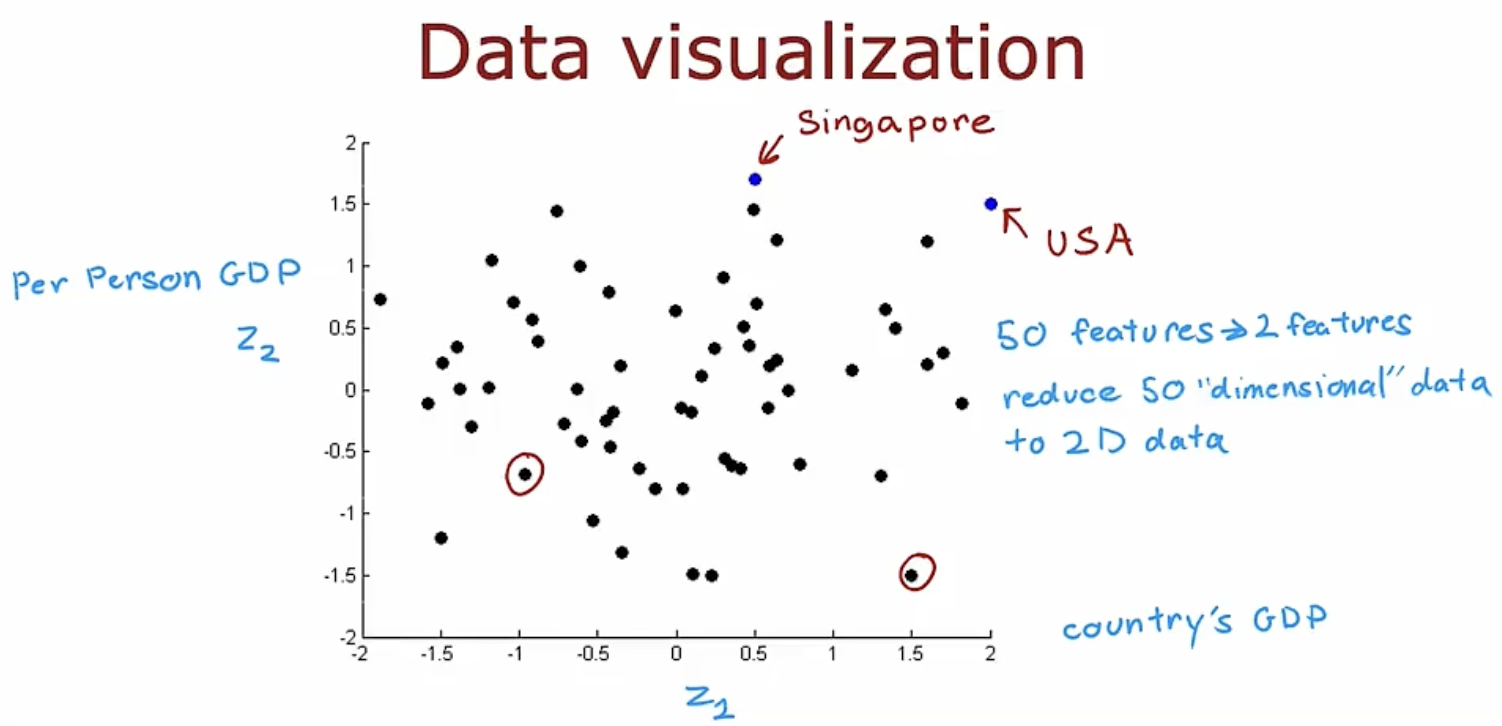 Data visualization
Singapore
USA
Per Person GDP
Z2
2
1.5
1
0.5
0
-0.5
-1
-1.5
-2
50 features → 2 features
reduce 50 "dimensional" data
to 2D data
country's GDP
-2 -1.5 -1 -0.5 0 0.5 1 1.5 2
Z1